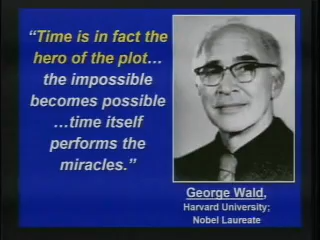 “Time is in fact the
hero of the plot…
the impossible
becomes possible
…time itself
performs the
miracles.”
George Wald,
Harvard University;
Nobel Laureate